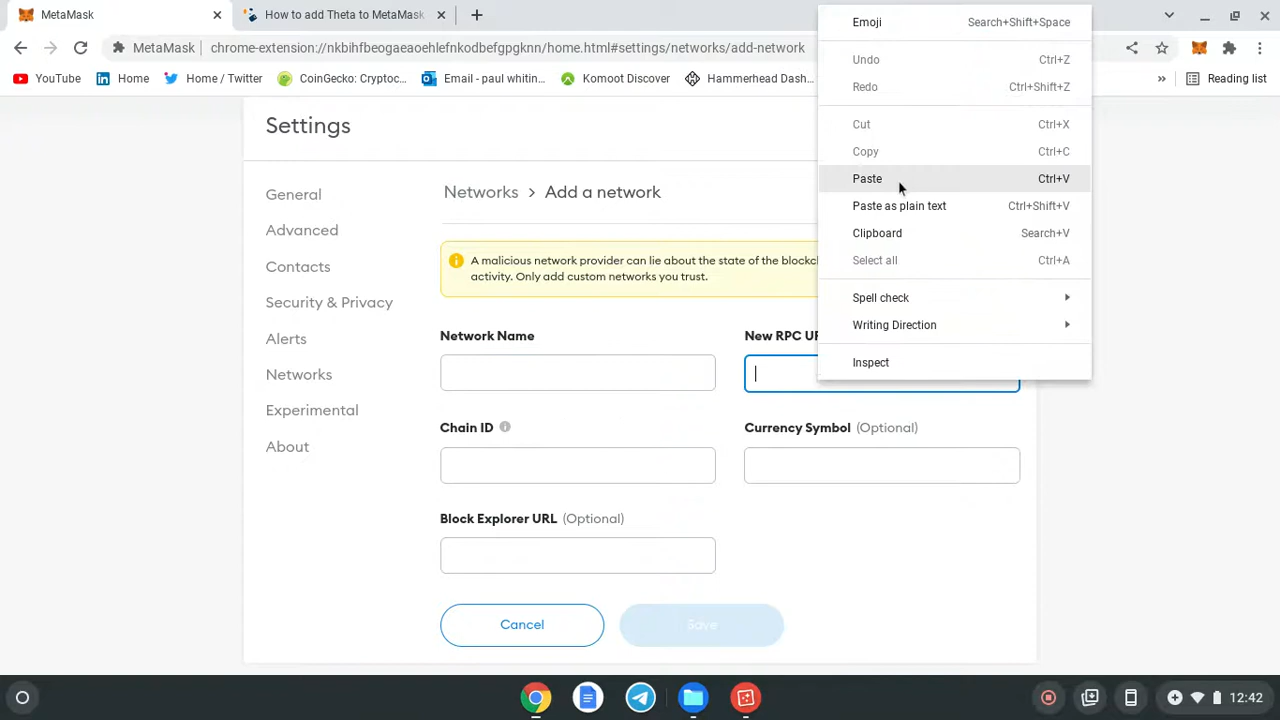 MetaMask
How to add Theta to MetaMask
MetaMask
chrome-extension://nkbihfbeogaeaoehlefnkodbefgpgknn/home.html#settings/networks/add-network
YouTube
Home
Home / Twitter
CoinGecko: Cryptoc...
Email - paul whitin...
Komoot Discover
Hammerhead Dash...
»
Reading list
Emoji Search+Shift+Space
Undo Ctrl+Z
Redo Ctrl+Shift+Z
Cut Ctrl+X
Copy Ctrl+C
Paste Ctrl+V
Paste as plain text Ctrl+Shift+V
Clipboard Search+V
Select all Ctrl+A
Spell check
Writing Direction
Inspect
Settings
General
Advanced
Contacts
Security & Privacy
Alerts
Networks
Experimental
About
Networks > Add a network
A malicious network provider can lie about the state of the blockc
activity. Only add custom networks you trust.
Network Name
New RPC UR
Chain ID
Currency Symbol (Optional)
Block Explorer URL (Optional)
Cancel
Save
12:42